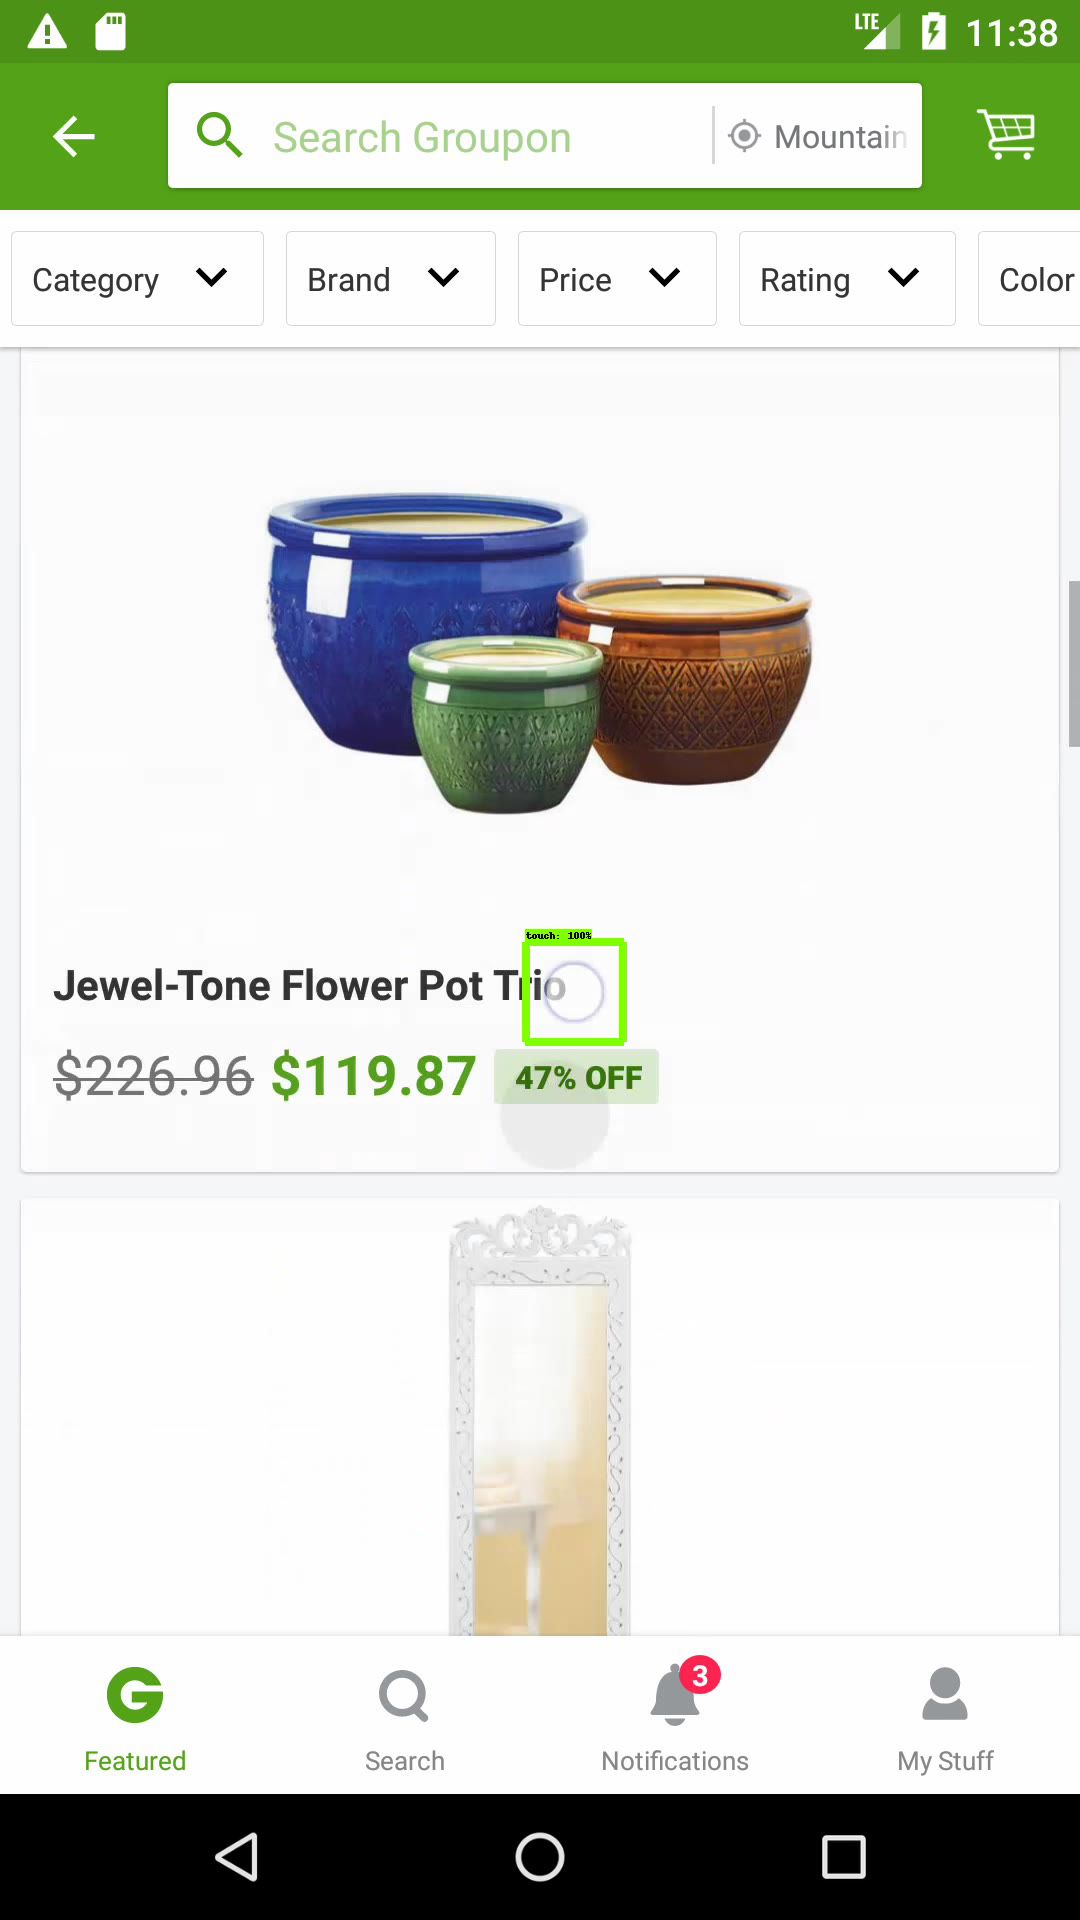 LTE 11:38
Search Groupon Mountain
Category Brand Price Rating Color
touch: 100%
Jewel-Tone Flower Pot Trio
$226.96 $119.87 47% OFF
3
Featured Search Notifications My Stuff